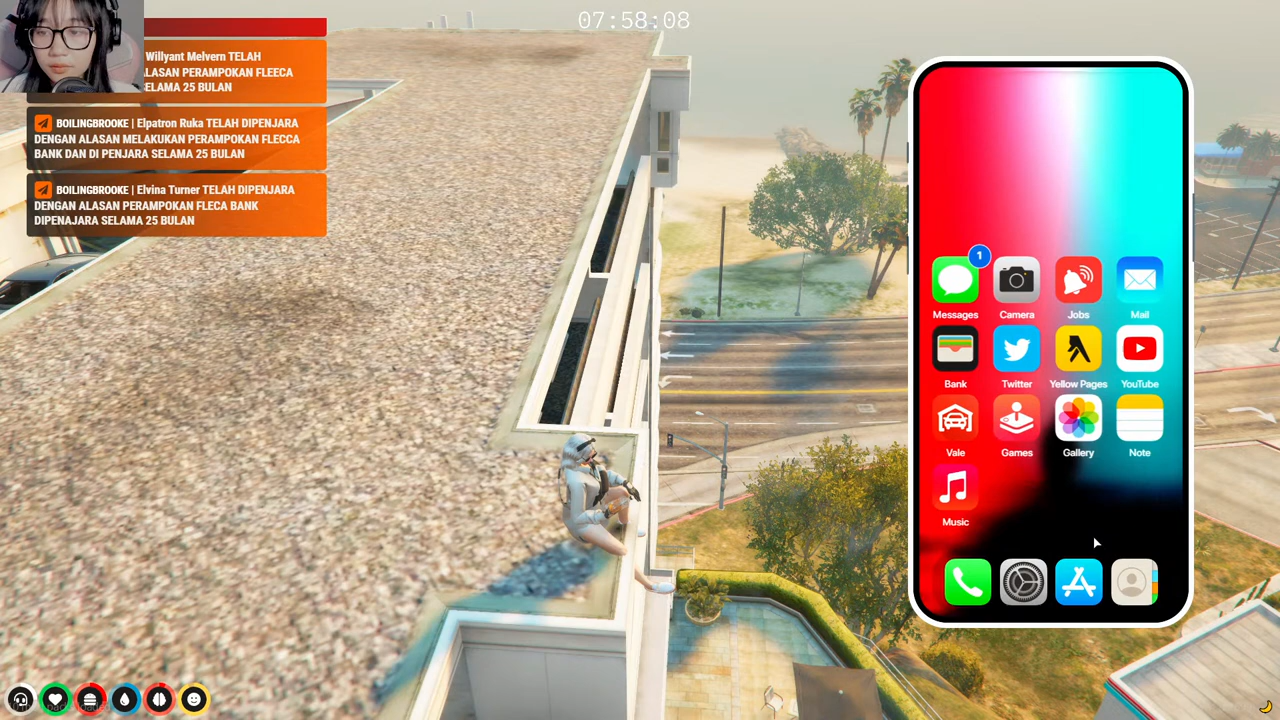 07:58:08
Willyant Melvern TELAH
ALASAN PERAMPOKAN FLEECA
SELAMA 25 BULAN
BOILINGBROOKE | Elpatron Ruka TELAH DIPENJARA
DENGAN ALASAN MELAKUKAN PERAMPOKAN FLECCA
BANK DAN DI PENJARA SELAMA 25 BULAN
BOILINGBROOKE | Elvina Turner TELAH DIPENJARA
DENGAN ALASAN PERAMPOKAN FLECA BANK
DIPENAJARA SELAMA 25 BULAN
1
Messages
Camera
Jobs
Mail
Bank
Twitter
Yellow Pages
YouTube
Vale
Games
Gallery
Note
Music